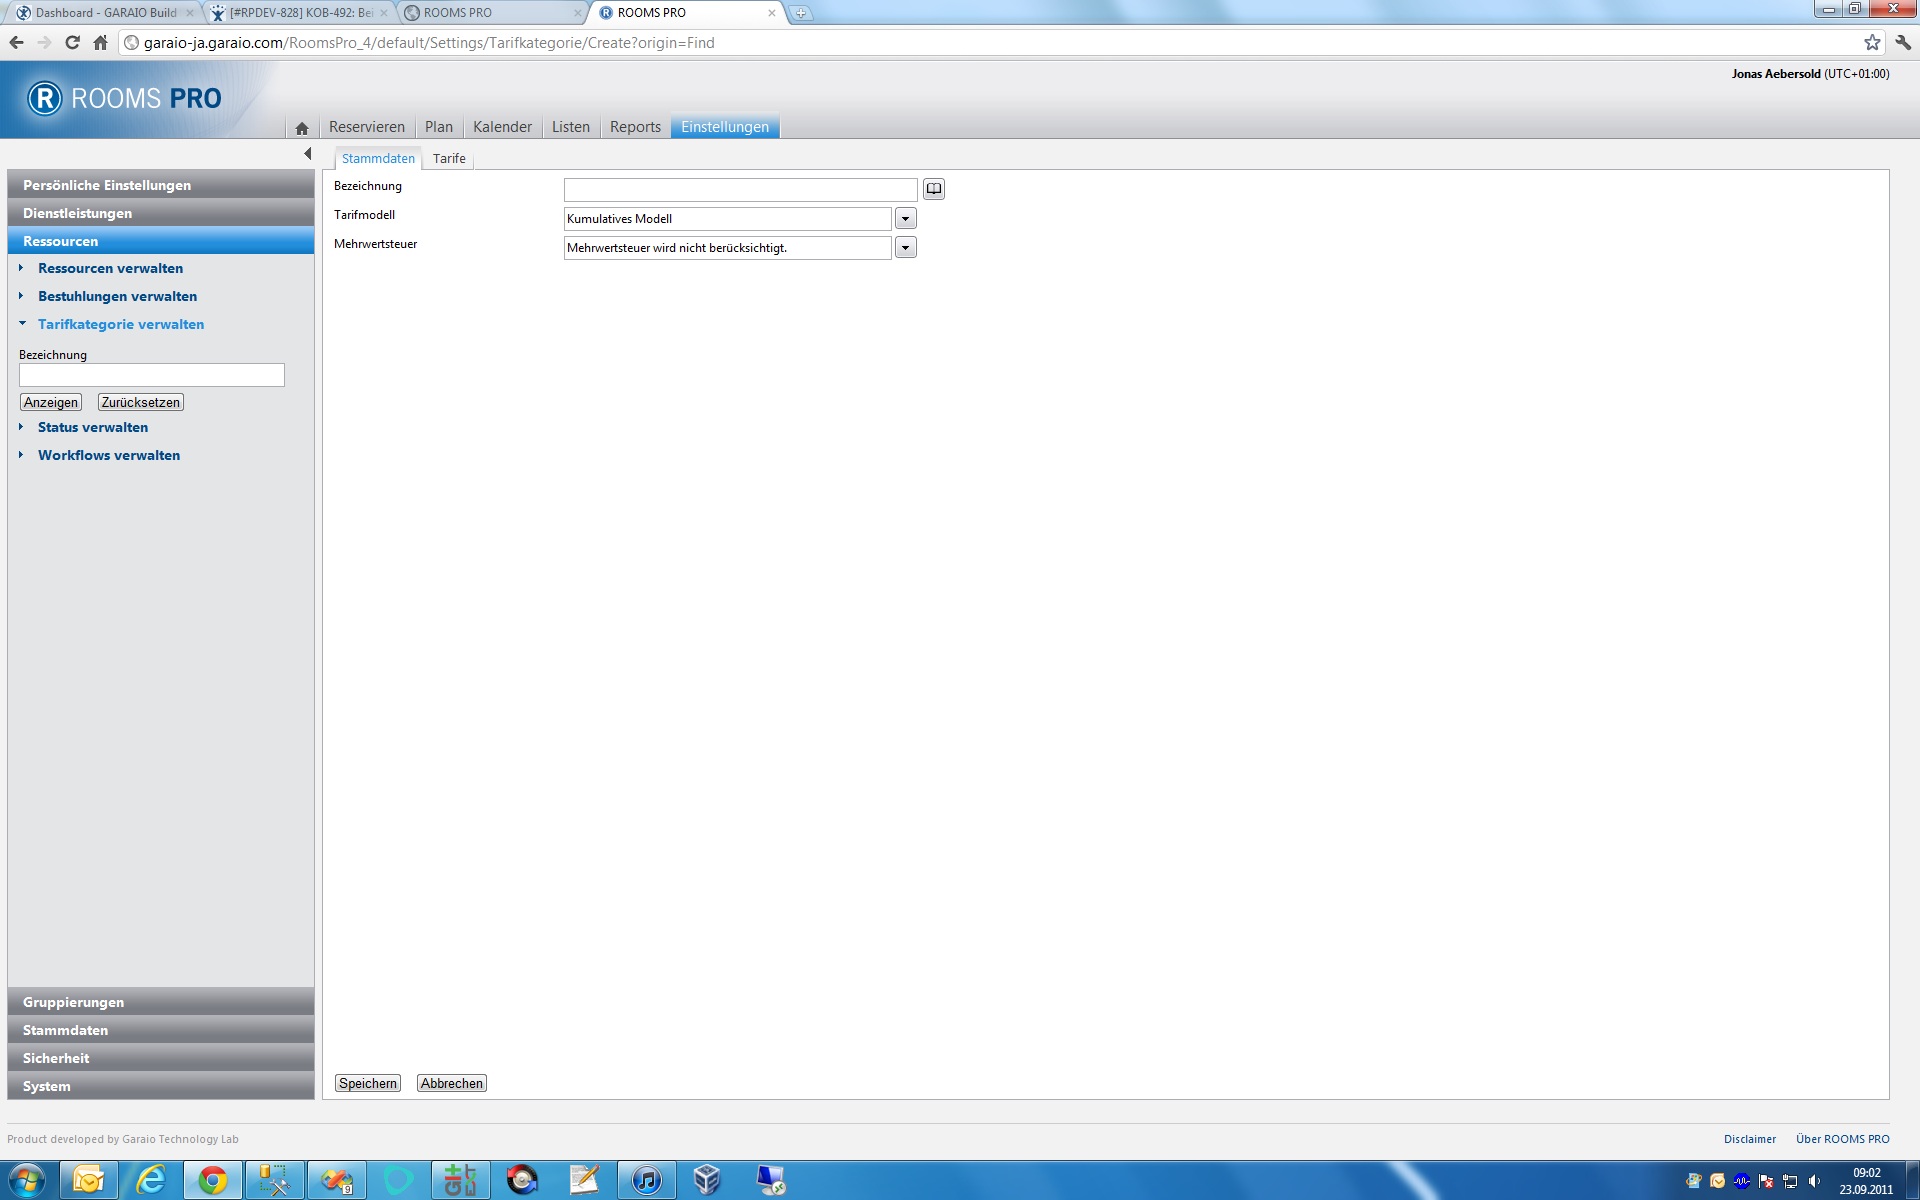 Dashboard - GARAIO Build
[#RPDEV-828] KOB-492: Bei
ROOMS PRO
ROOMS PRO
garaio-ja.garaio.com/RoomsPro_4/default/Settings/Tarifkategorie/Create?origin=Find
Jonas Aebersold (UTC+01:00)
R ROOMS PRO
Reservieren Plan Kalender Listen Reports Einstellungen
Stammdaten Tarife
Persönliche Einstellungen
Dienstleistungen
Ressourcen
Ressourcen verwalten
Bestuhlungen verwalten
Tarifkategorie verwalten
Bezeichnung
Anzeigen Zurücksetzen
Status verwalten
Workflows verwalten
Gruppierungen
Stammdaten
Sicherheit
System
Bezeichnung
Tarifmodell Kumulatives Modell
Mehrwertsteuer Mehrwertsteuer wird nicht berücksichtigt.
Speichern Abbrechen
Product developed by Garaio Technology Lab
Disclaimer Über ROOMS PRO
9
Git
Ext
09:02
23.09.2011